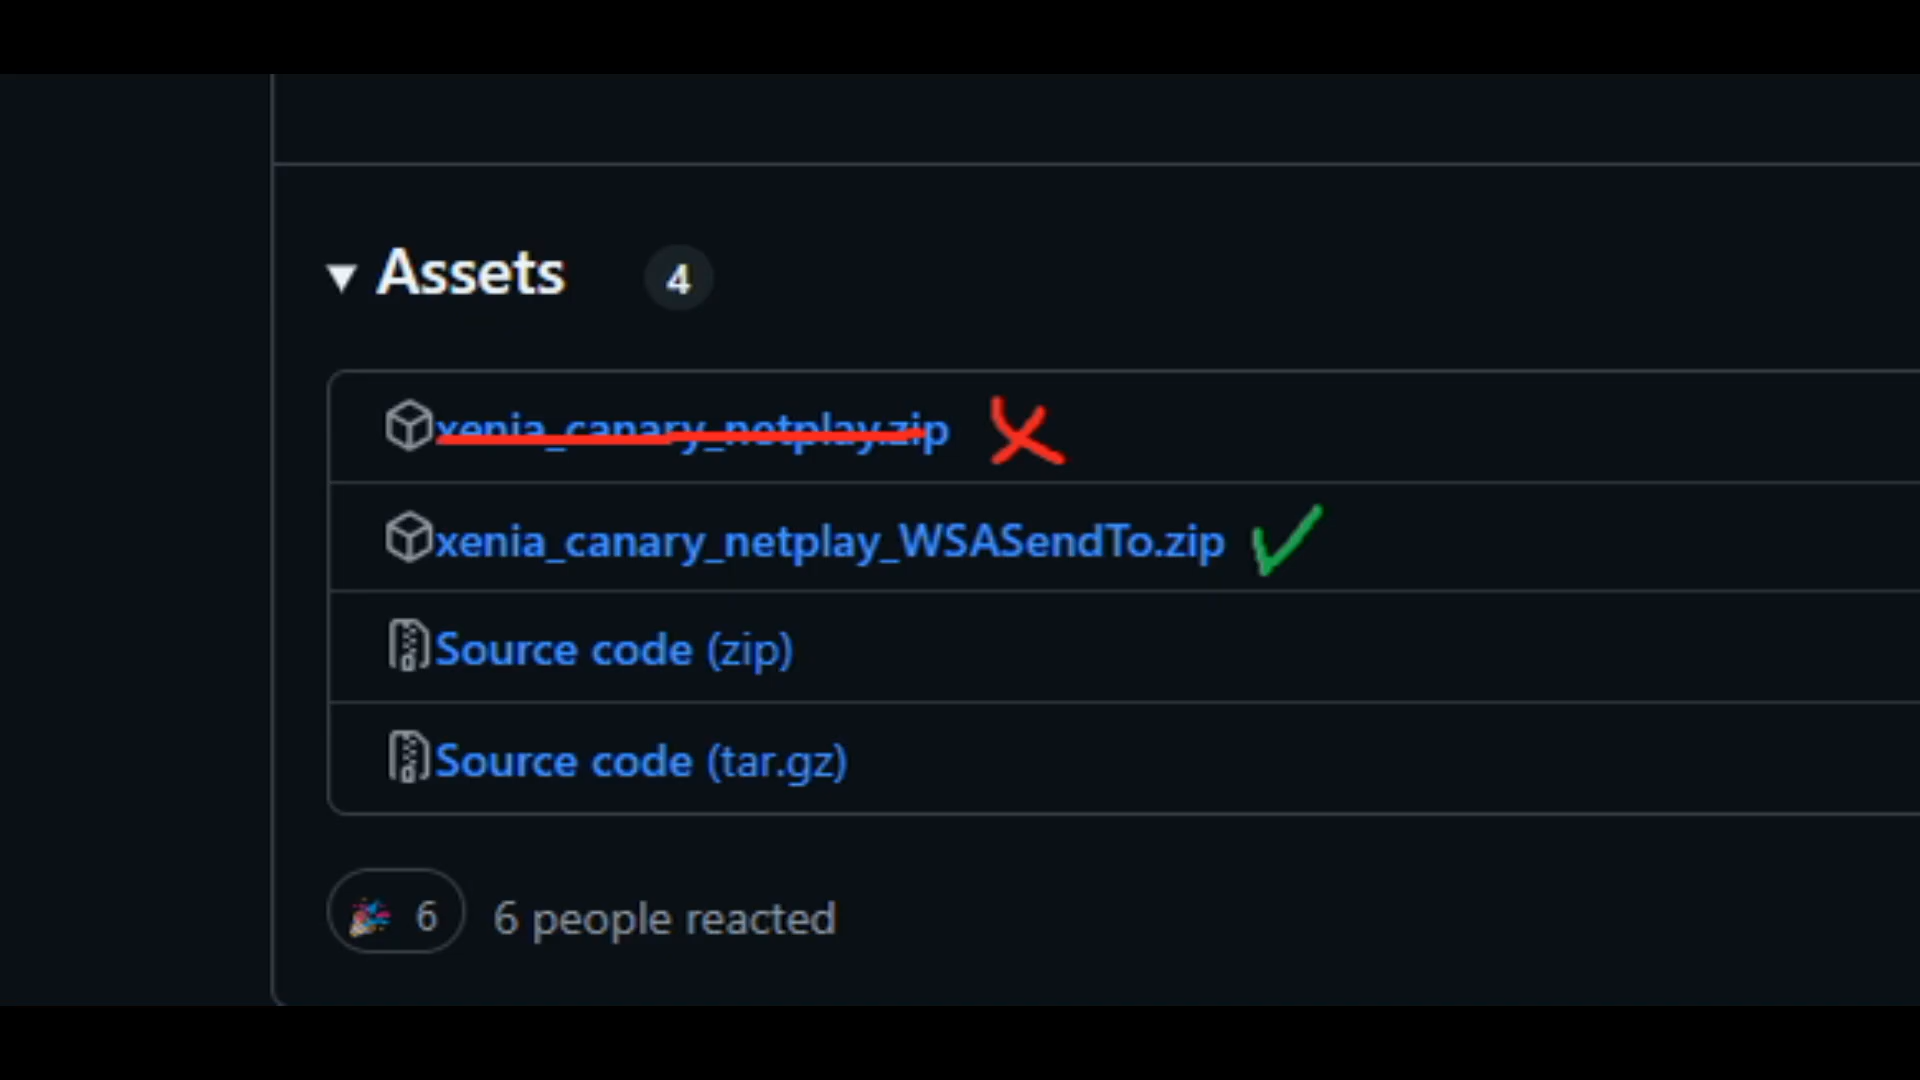 Assets 4
xenia_canary_netplay.zip
xenia_canary_netplay_WSASendTo.zip
Source code (zip)
Source code (tar.gz)
6 6 people reacted